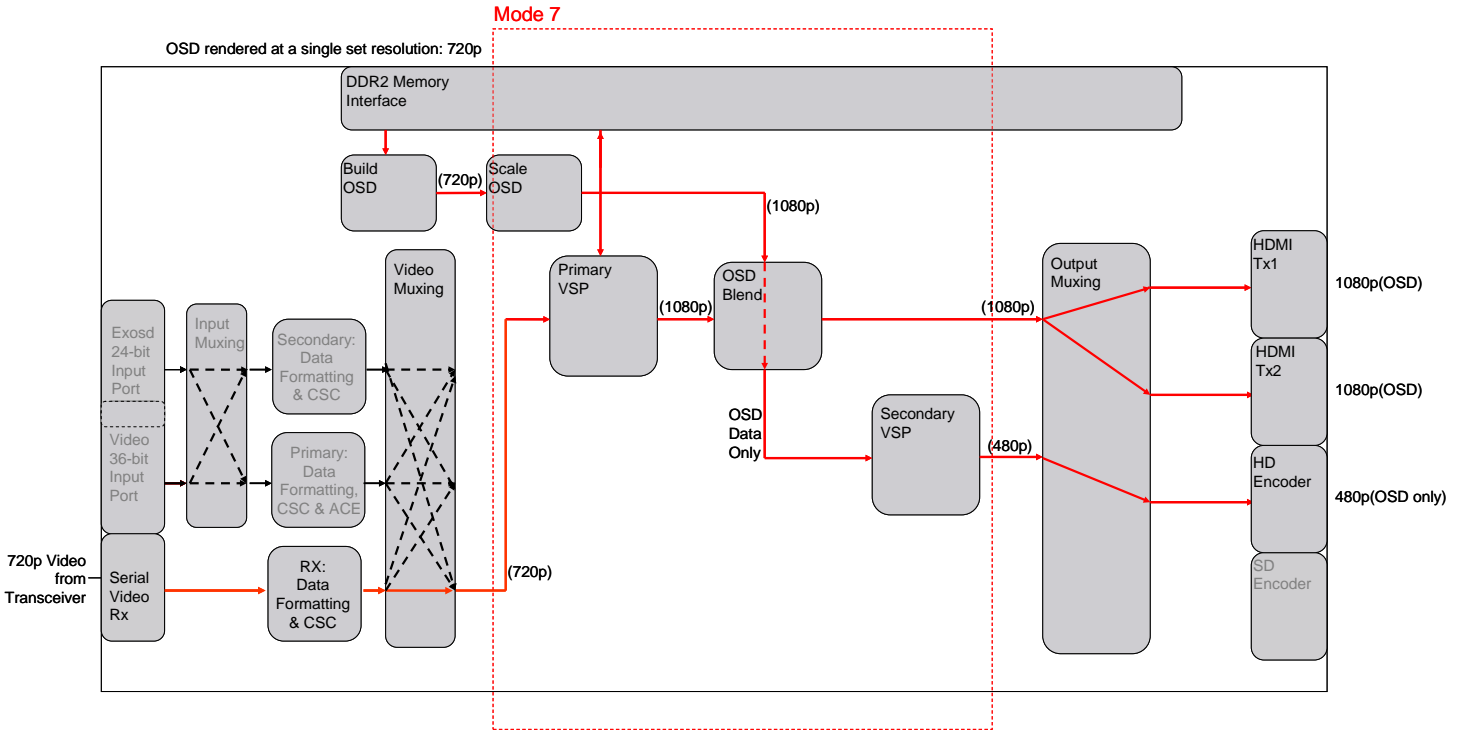 Mode 7
OSD rendered at a single set resolution: 720p
DDR2 Memory
Interface
Build
OSD
(720p)
Scale
OSD
(1080p)
Video
Muxing
Primary
VSP
(1080p)
OSD
Blend
(1080p)
Output
Muxing
HDMI
Tx1
1080p(OSD)
HDMI
Tx2
1080p(OSD)
HD
Encoder
480p(OSD only)
SD
Encoder
Exosd
24-bit
Input
Port
Input
Muxing
Secondary:
Data
Formatting
& CSC
Video
36-bit
Input
Port
Primary:
Data
Formatting,
CSC & ACE
OSD
Data
Only
Secondary
VSP
(480p)
720p Video
from
Transceiver
Serial
Video
Rx
RX:
Data
Formatting
& CSC
(720p)